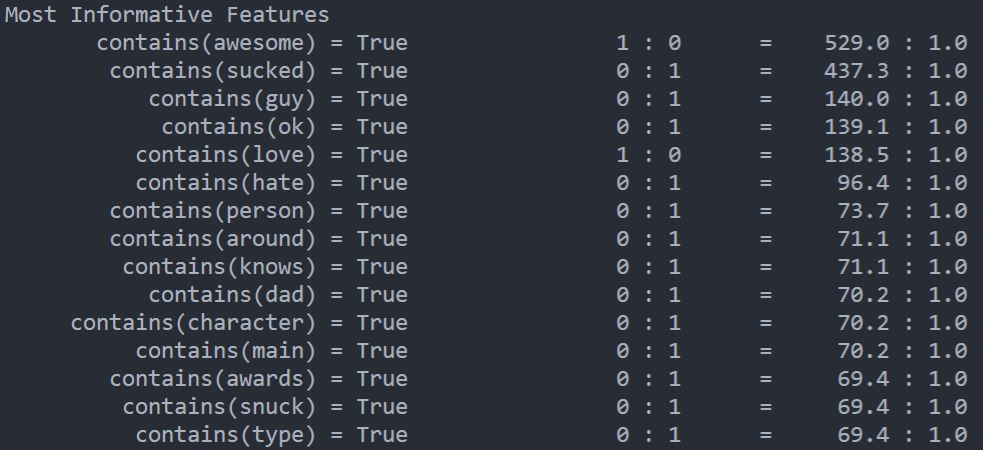 Most Informative Features
contains(awesome) = True 1 : 0 = 529.0 : 1.0
contains(sucked) = True 0 : 1 = 437.3 : 1.0
contains(guy) = True 0 : 1 = 140.0 : 1.0
contains(ok) = True 0 : 1 = 139.1 : 1.0
contains(love) = True 1 : 0 = 138.5 : 1.0
contains(hate) = True 0 : 1 = 96.4 : 1.0
contains(person) = True 0 : 1 = 73.7 : 1.0
contains(around) = True 0 : 1 = 71.1 : 1.0
contains(knows) = True 0 : 1 = 71.1 : 1.0
contains(dad) = True 0 : 1 = 70.2 : 1.0
contains(character) = True 0 : 1 = 70.2 : 1.0
contains(main) = True 0 : 1 = 70.2 : 1.0
contains(awards) = True 0 : 1 = 69.4 : 1.0
contains(snuck) = True 0 : 1 = 69.4 : 1.0
contains(type) = True 0 : 1 = 69.4 : 1.0